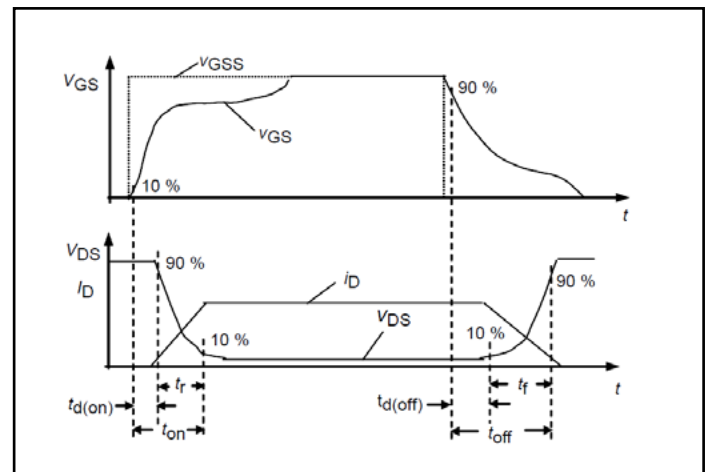 vGSS
VGS
90 %
vGS
10 %
t
VDS
90 %
ID
iD
90 %
VDS
10 %
10 %
tr
tf
t
td(on)
td(off)
ton
toff